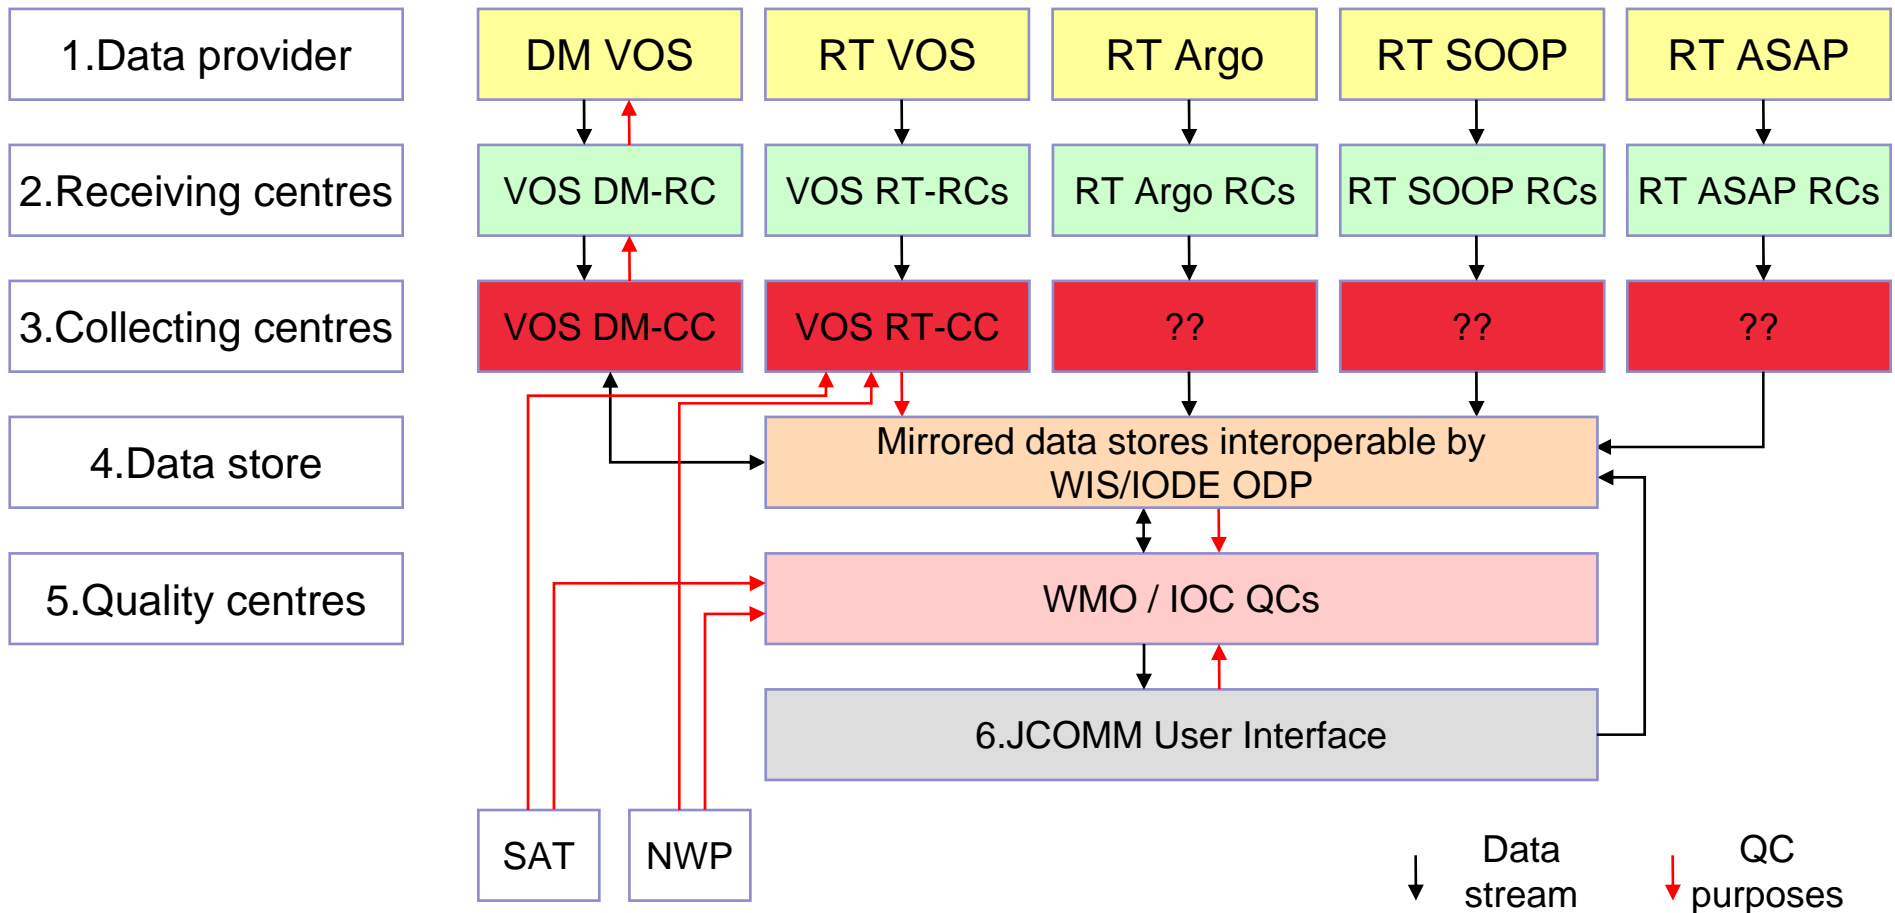 1.Data provider
DM VOS
RT VOS
RT Argo
RT SOOP
RT ASAP
2.Receiving centres
VOS DM-RC
VOS RT-RCs
RT Argo RCs
RT SOOP RCs
RT ASAP RCs
3.Collecting centres
VOS DM-CC
VOS RT-CC
??
??
??
4.Data store
Mirrored data stores interoperable by
WIS/IODE ODP
5.Quality centres
WMO / IOC QCs
6.JCOMM User Interface
SAT
NWP
Data
stream
QC
purposes